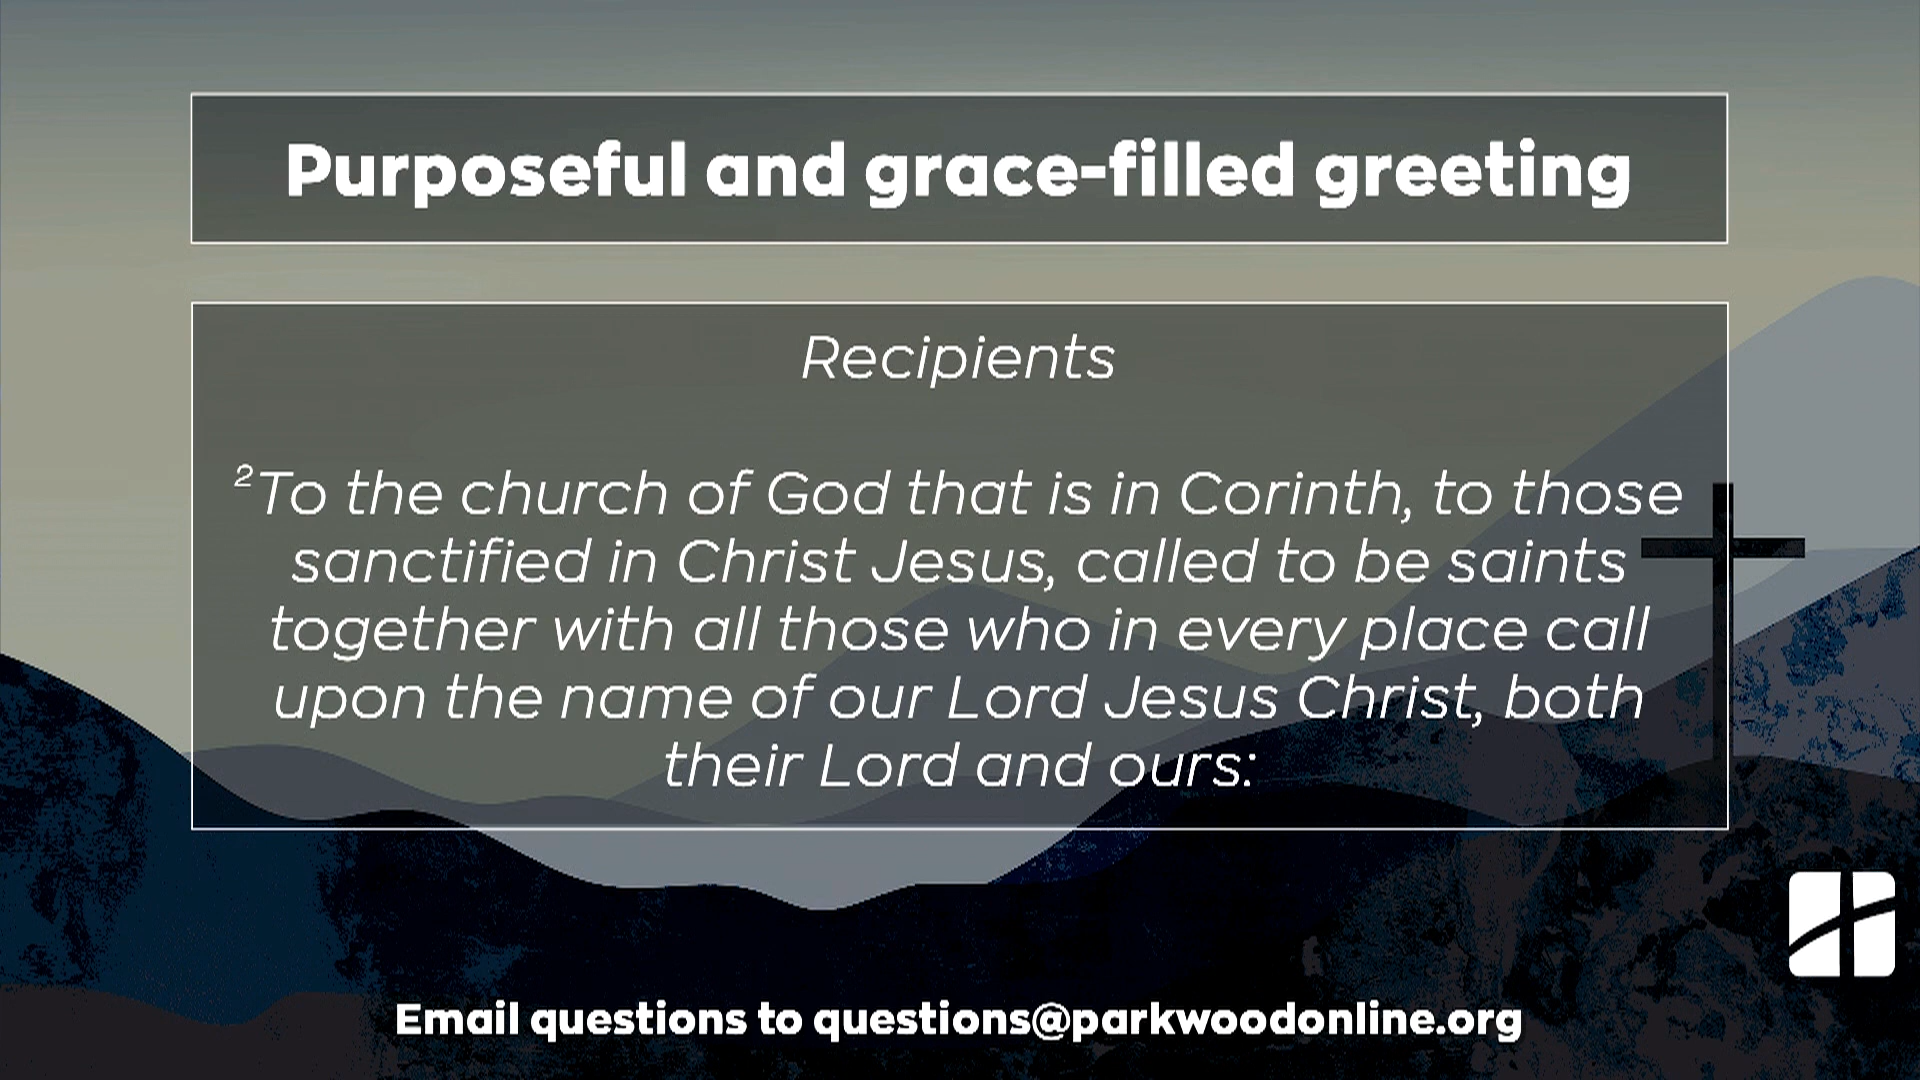 Purposeful and grace-filled greeting
Recipients
²To the church of God that is in Corinth, to those
sanctified in Christ Jesus, called to be saints
together with all those who in every place call
upon the name of our Lord Jesus Christ, both
their Lord and ours:
Email questions to questions@parkwoodonline.org